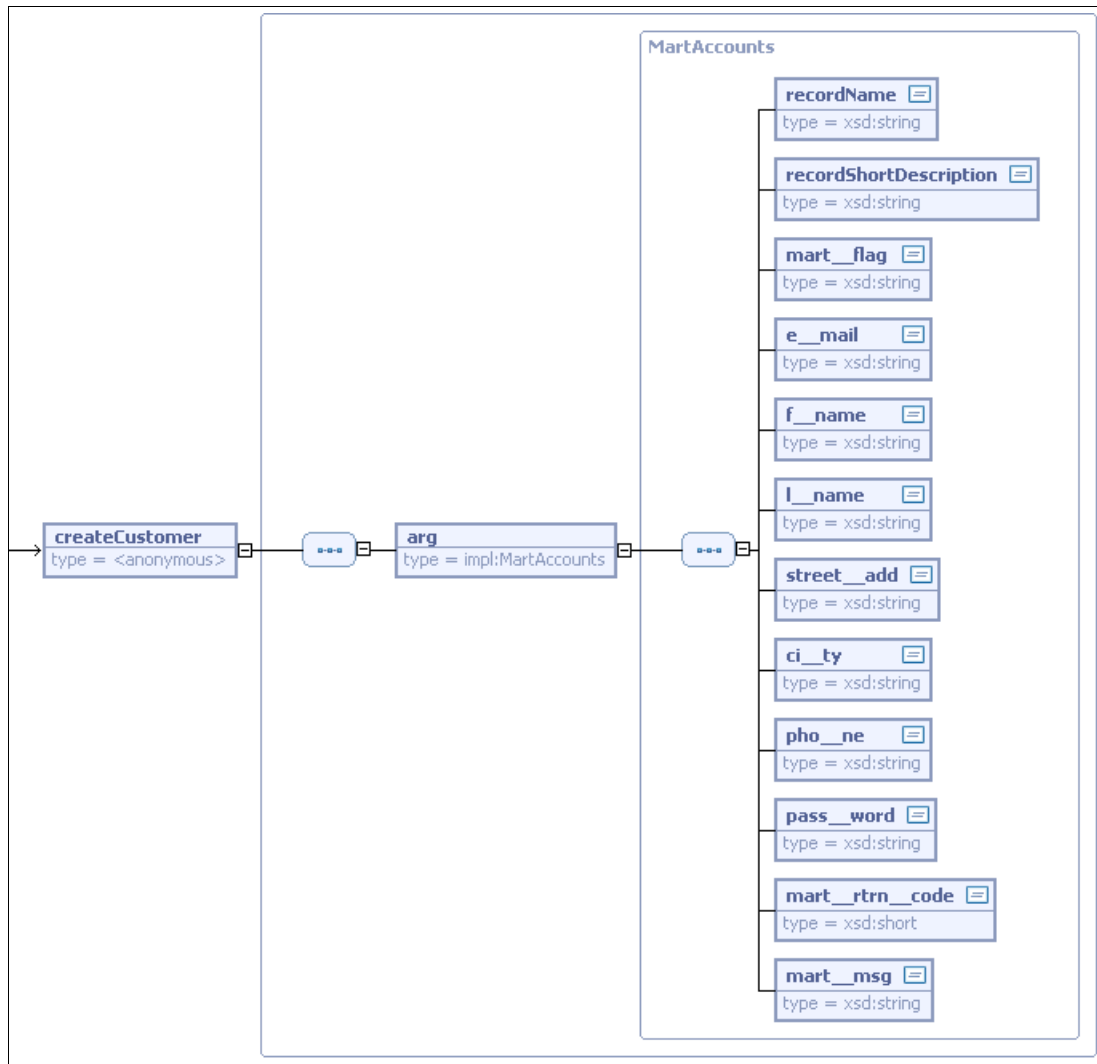 MartAccounts
recordName
type = xsd:string
recordShortDescription
type = xsd:string
mart__flag
type = xsd:string
e__mail
type = xsd:string
f__name
type = xsd:string
l__name
type = xsd:string
createCustomer
type = <anonymous>
arg
type = impl:MartAccounts
street__add
type = xsd:string
ci__ty
type = xsd:string
pho__ne
type = xsd:string
pass__word
type = xsd:string
mart__rtrn__code
type = xsd:short
mart__msg
type = xsd:string